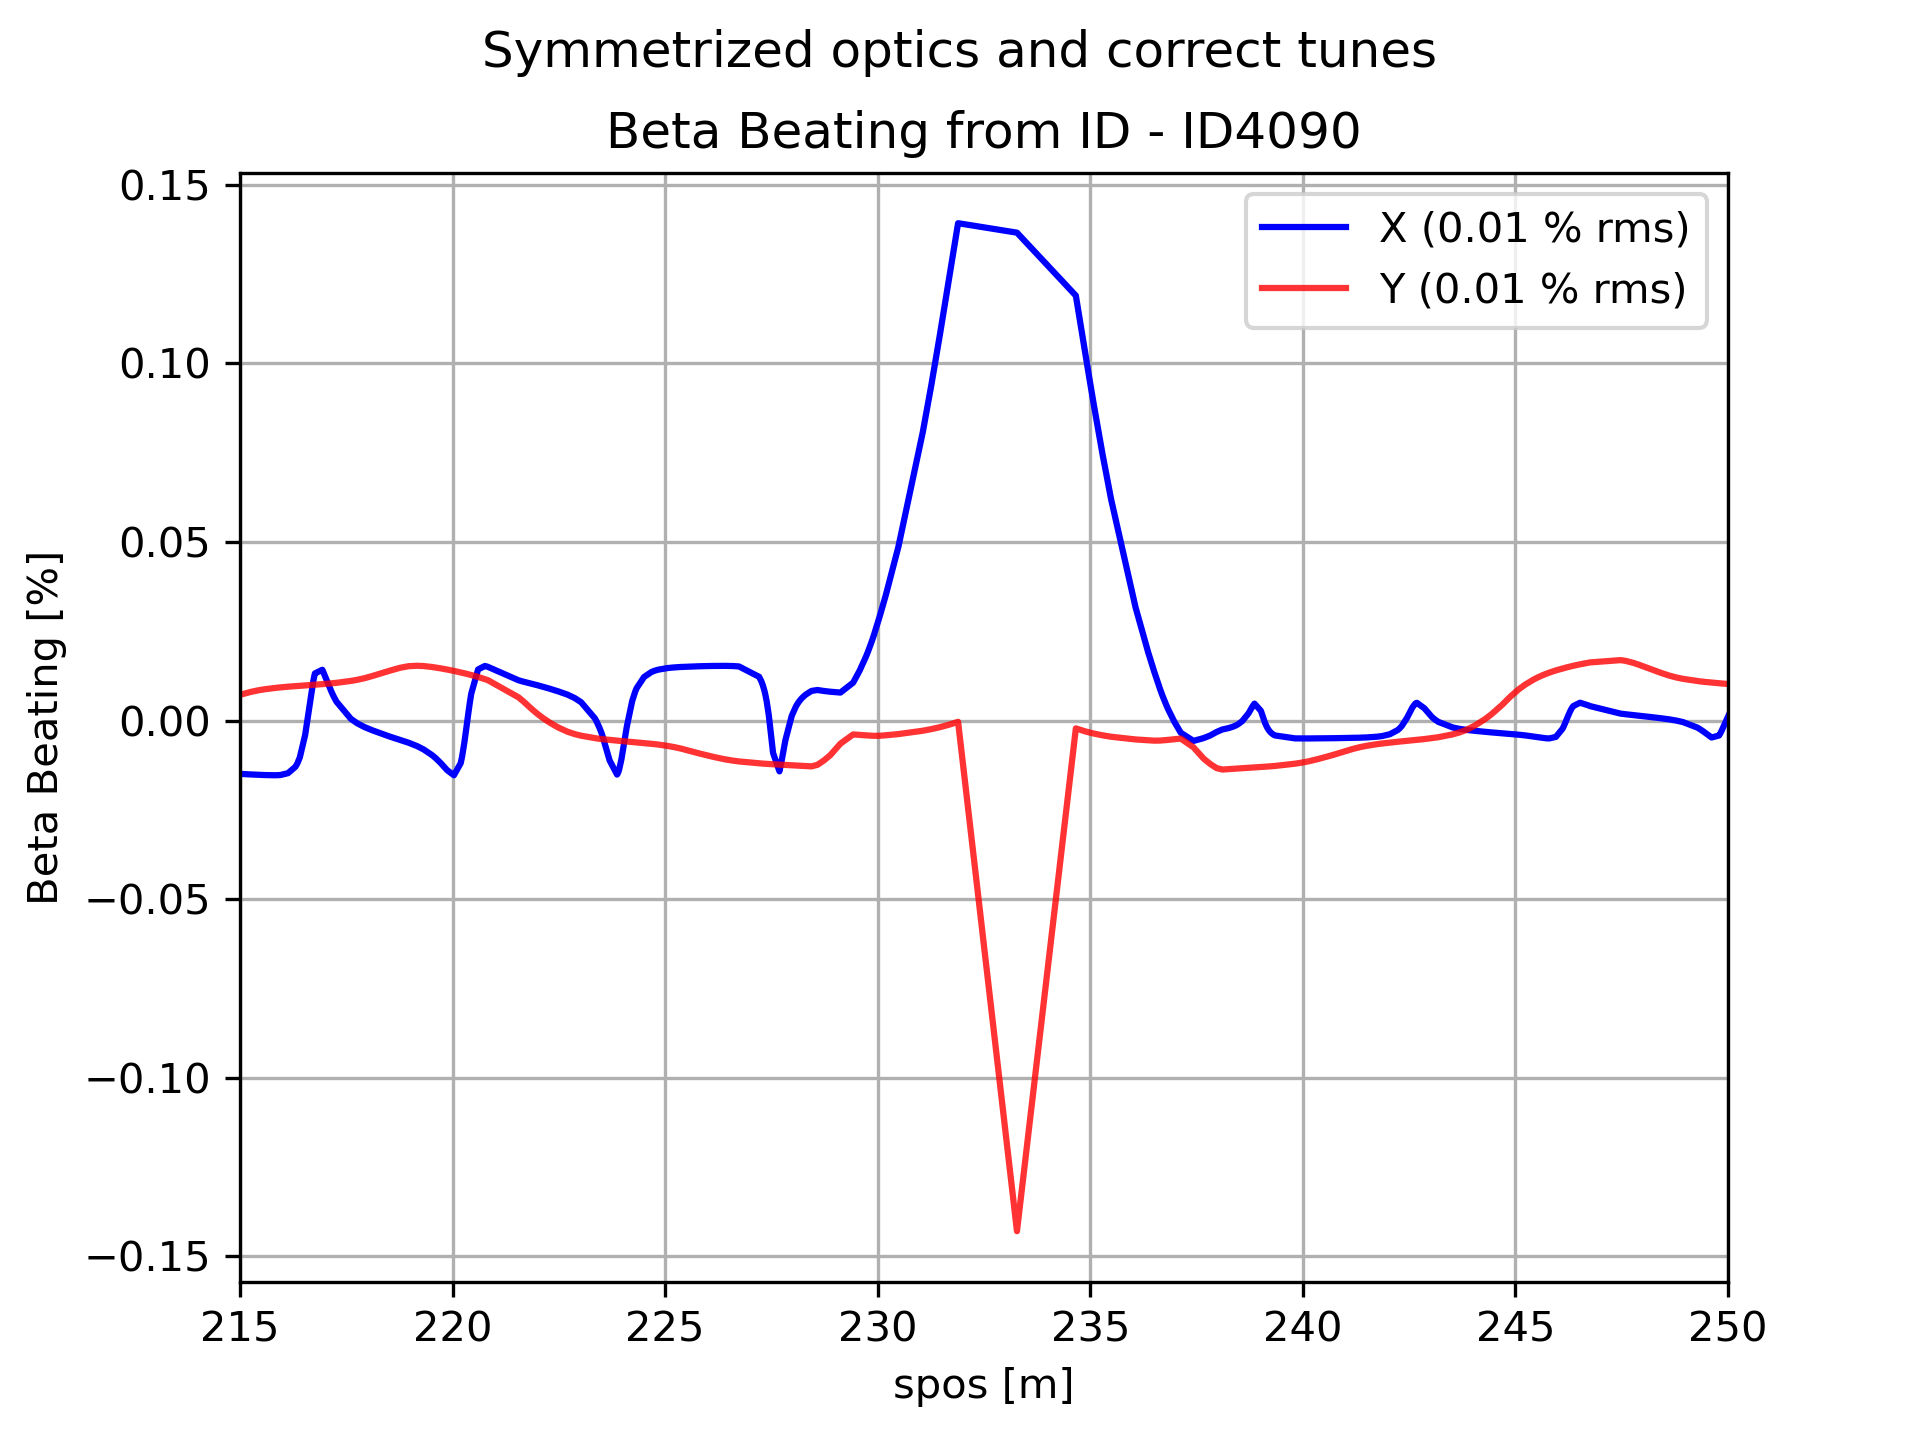 Symmetrized optics and correct tunes
Beta Beating from ID - ID4090
X (0.01 % rms)
Y (0.01 % rms)
Beta Beating [%]
0.15
0.10
0.05
0.00
−0.05
−0.10
−0.15
215 220 225 230 235 240 245 250
spos [m]